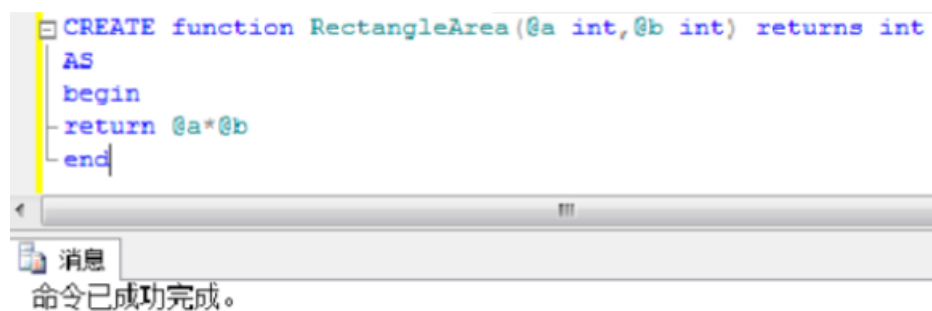 CREATE function RectangleArea(@a int,@b int) returns int
AS
begin
return @a*@b
end
消息
命令已成功完成。